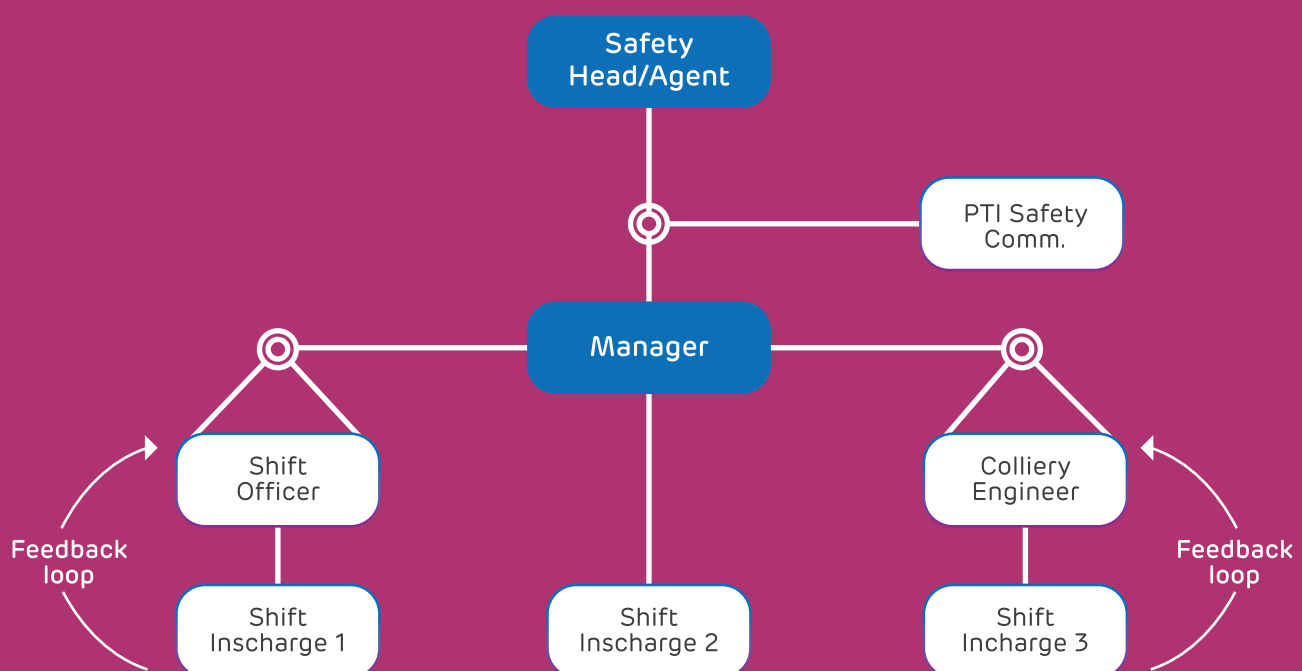 Safety
Head/Agent
PTI Safety
Comm.
Manager
Shift
Officer
Colliery
Engineer
Feedback
loop
Feedback
loop
Shift
Inscharge 1
Shift
Inscharge 2
Shift
Incharge 3